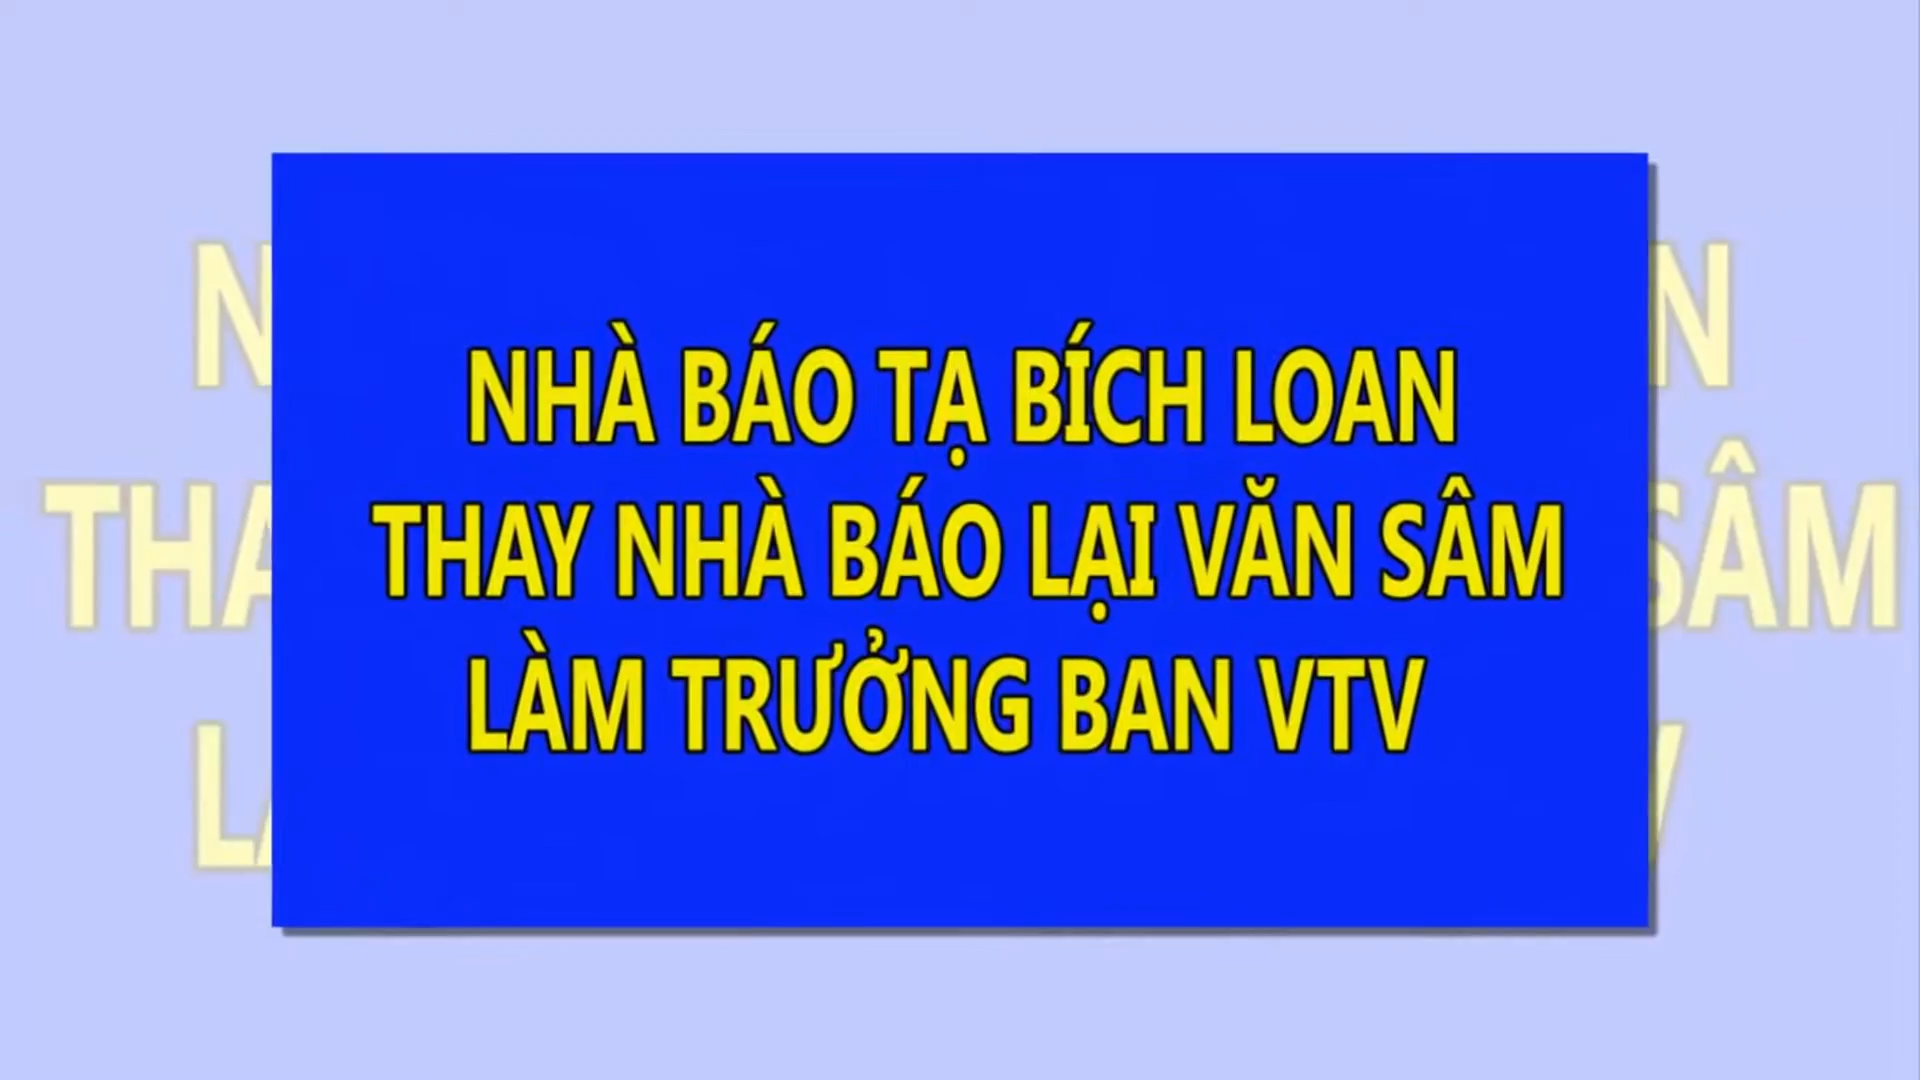 NHÀ BÁO TẠ BÍCH LOAN
THAY NHÀ BÁO LẠI VĂN SÂM
LÀM TRƯỞNG BAN VTV